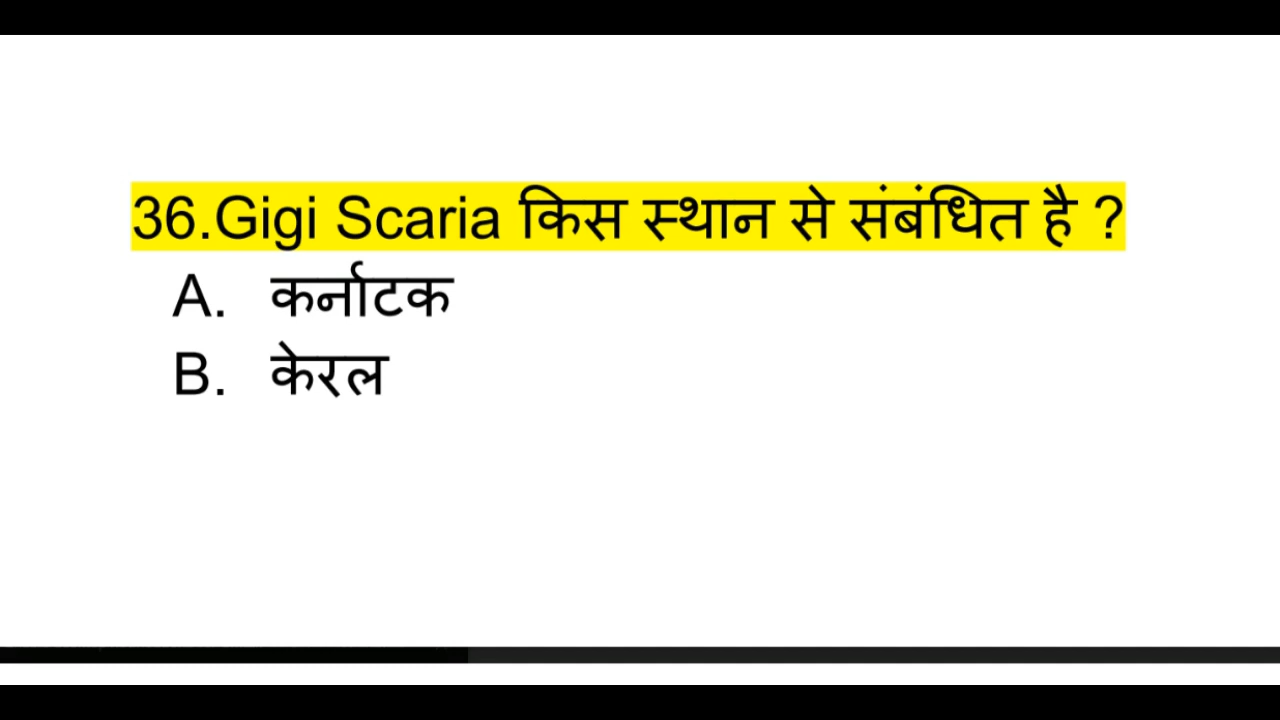 36.Gigi Scaria किस स्थान से संबंधित है ?
A. कर्नाटक
B. केरल